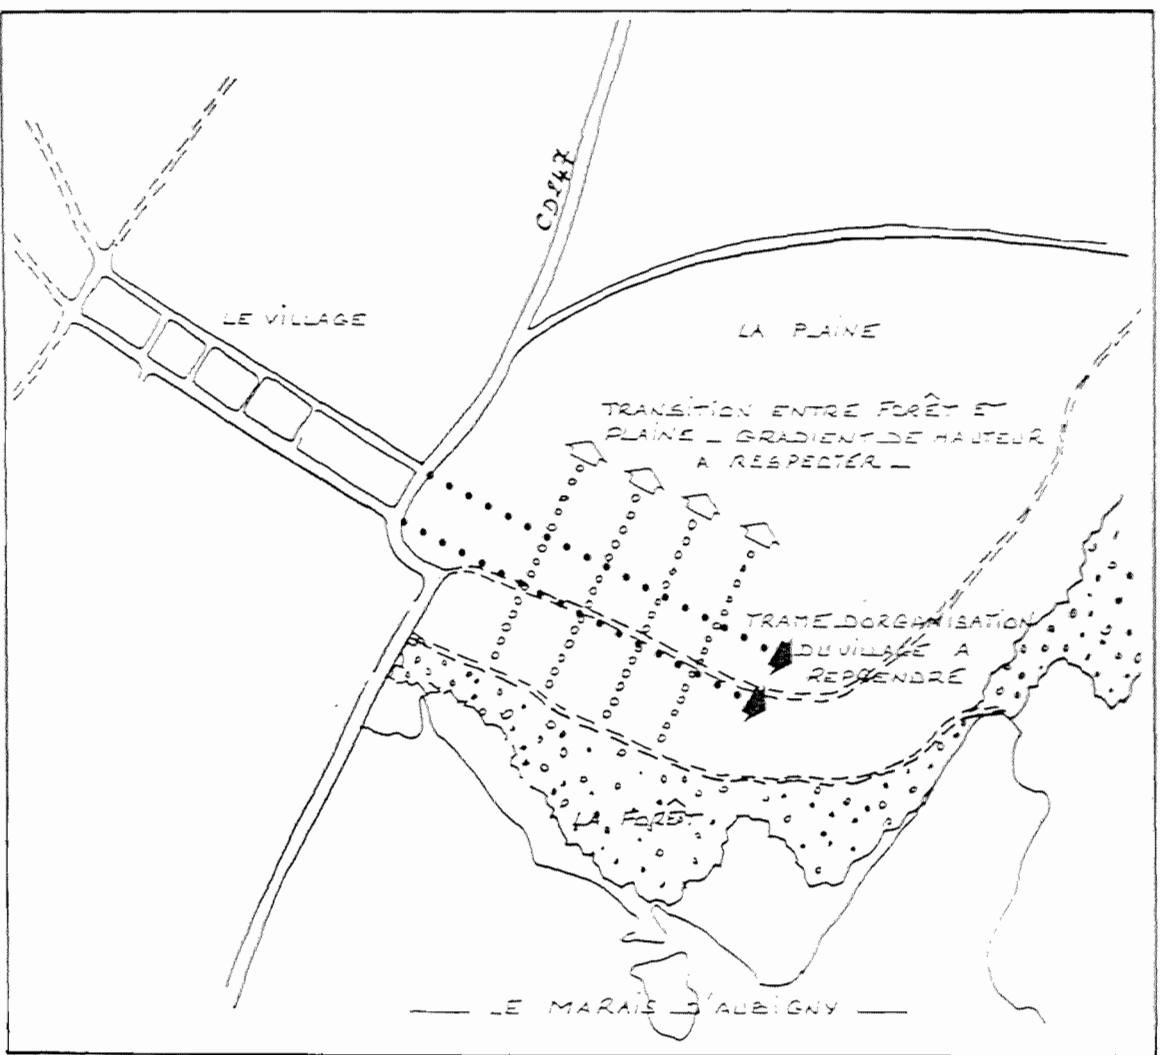 CD247
LE VILLAGE
LA PLAINE
TRANSITION ENTRE FORÊT ET
PLAINE _ GRADIENT DE HAUTEUR
A RESPECTER _
TRAME D'ORGANISATION
DU VILLAGE A
REPRENDRE
LA FORÊT
LE MARAIS D'AUBIGNY